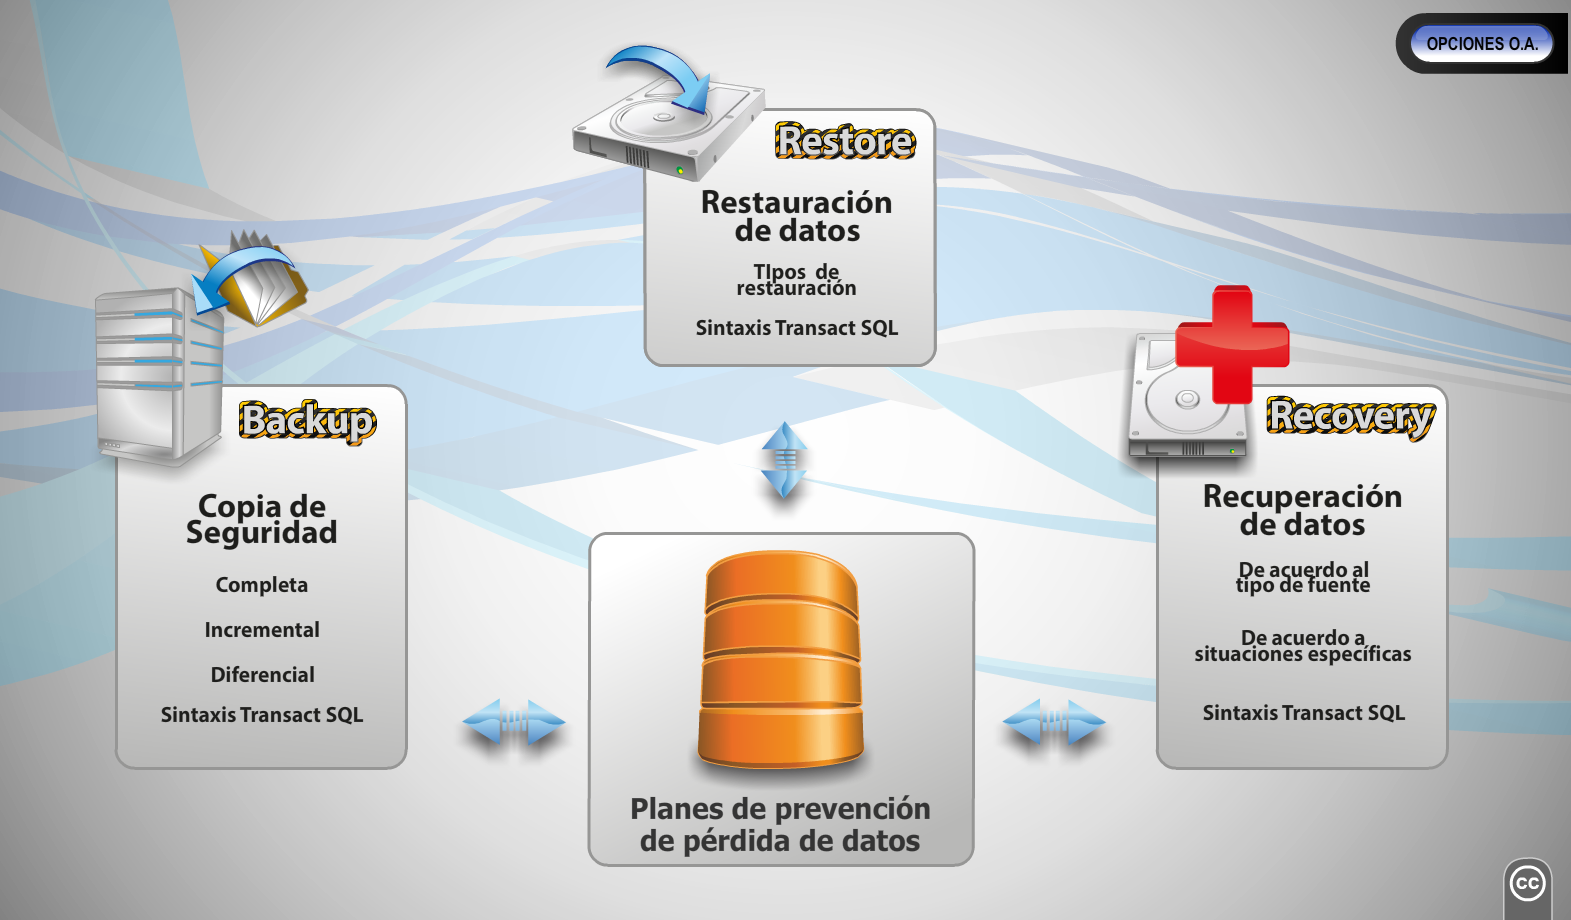 OPCIONES O.A.
Restore
Restauración
de datos
TIpos de
restauración
Sintaxis Transact SQL
Backup
Copia de
Seguridad
Completa
Incremental
Diferencial
Sintaxis Transact SQL
Recovery
Recuperación
de datos
De acuerdo al
tipo de fuente
De acuerdo a
situaciones específicas
Sintaxis Transact SQL
Planes de prevención
de pérdida de datos
cc